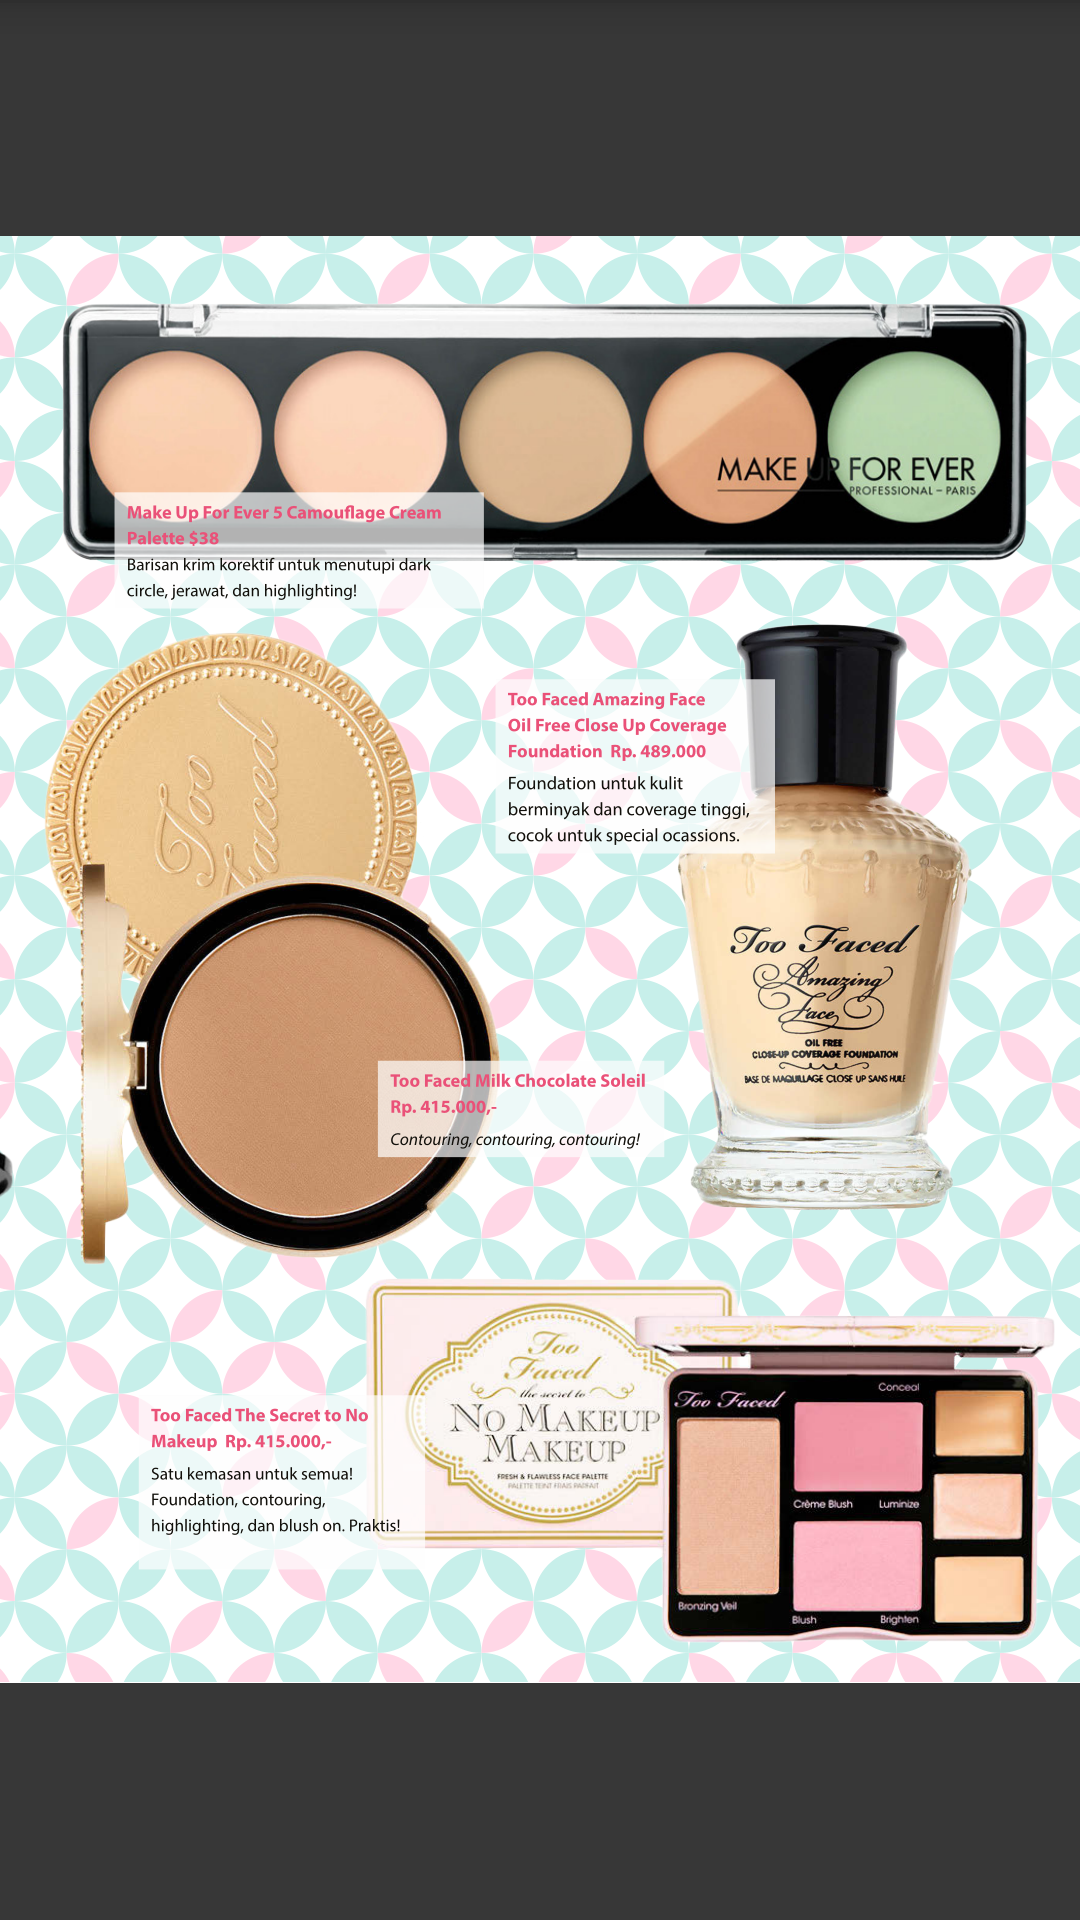 MAKE UP FOR EVER
PROFESSIONAL – PARIS
Make Up For Ever 5 Camouflage Cream
Palette $38
Barisan krim korektif untuk menutupi dark
circle, jerawat, dan highlighting!
Too
Faced
Too Faced Amazing Face
Oil Free Close Up Coverage
Foundation Rp. 489.000
Foundation untuk kulit
berminyak dan coverage tinggi,
cocok untuk special ocassions.
Too Faced
Amazing
Face
OIL FREE
CLOSE-UP COVERAGE FOUNDATION
BASE DE MAQUILLAGE CLOSE UP SANS HUILE
Too Faced Milk Chocolate Soleil
Rp. 415.000,-
Contouring, contouring, contouring!
Too
Faced
the secret to
NO MAKEUP
MAKEUP
FRESH & FLAWLESS FACE PALETTE
PALETTE TEINT FRAIS PARFAIT
Too Faced The Secret to No
Makeup Rp. 415.000,-
Satu kemasan untuk semua!
Foundation, contouring,
highlighting, dan blush on. Praktis!
Too Faced
Conceal
Crème Blush
Luminize
Bronzing Veil
Blush
Brighten